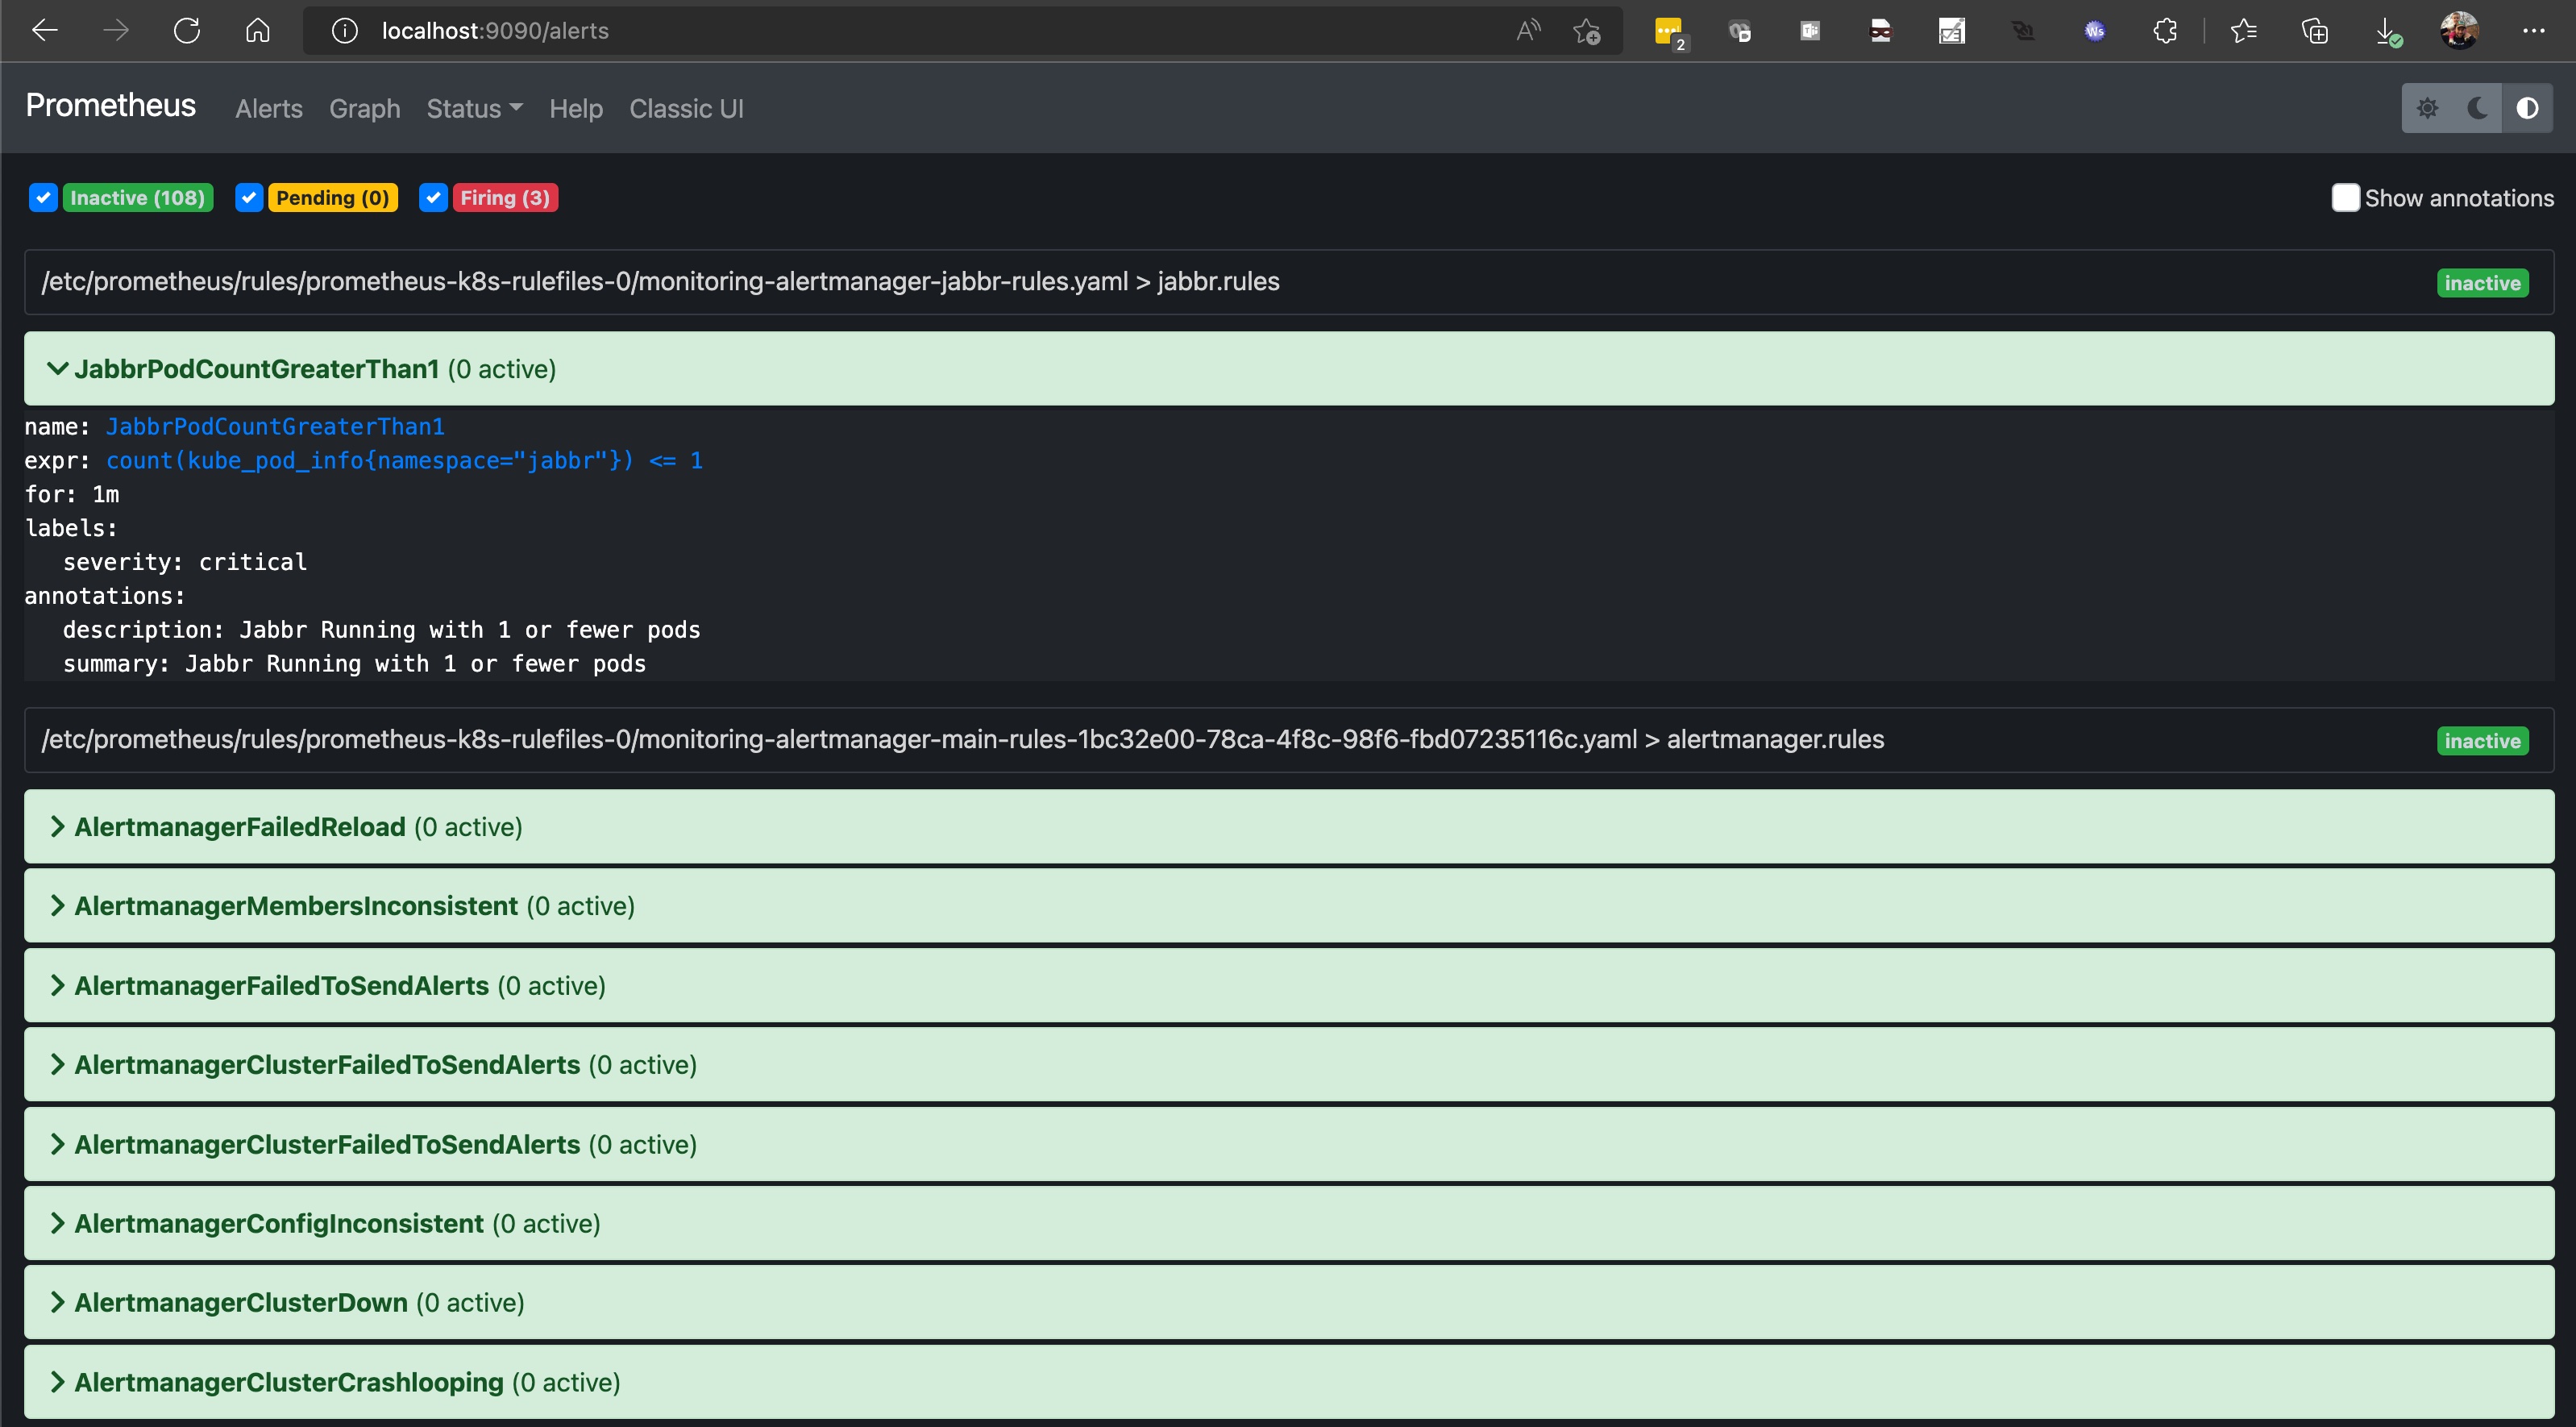 localhost:9090/alerts
2
Ws
Prometheus Alerts Graph Status Help Classic UI
Inactive (108) Pending (0) Firing (3) Show annotations
/etc/prometheus/rules/prometheus-k8s-rulefiles-0/monitoring-alertmanager-jabbr-rules.yaml > jabbr.rules inactive
JabbrPodCountGreaterThan1 (0 active)
name: JabbrPodCountGreaterThan1
expr: count(kube_pod_info{namespace="jabbr"}) <= 1
for: 1m
labels:
severity: critical
annotations:
description: Jabbr Running with 1 or fewer pods
summary: Jabbr Running with 1 or fewer pods
/etc/prometheus/rules/prometheus-k8s-rulefiles-0/monitoring-alertmanager-main-rules-1bc32e00-78ca-4f8c-98f6-fbd07235116c.yaml > alertmanager.rules inactive
AlertmanagerFailedReload (0 active)
AlertmanagerMembersInconsistent (0 active)
AlertmanagerFailedToSendAlerts (0 active)
AlertmanagerClusterFailedToSendAlerts (0 active)
AlertmanagerClusterFailedToSendAlerts (0 active)
AlertmanagerConfigInconsistent (0 active)
AlertmanagerClusterDown (0 active)
AlertmanagerClusterCrashlooping (0 active)